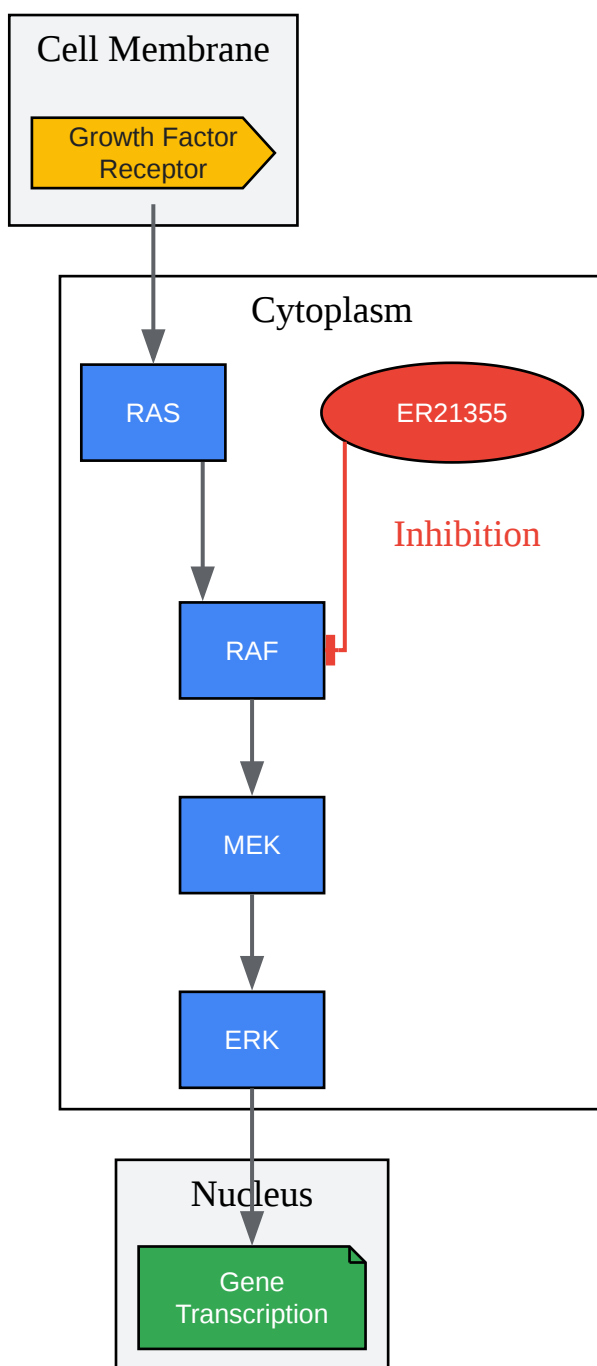 Cell Membrane
Growth Factor
Receptor
Cytoplasm
RAS
ER21355
Inhibition
RAF
MEK
ERK
Nucleus
Gene
Transcription